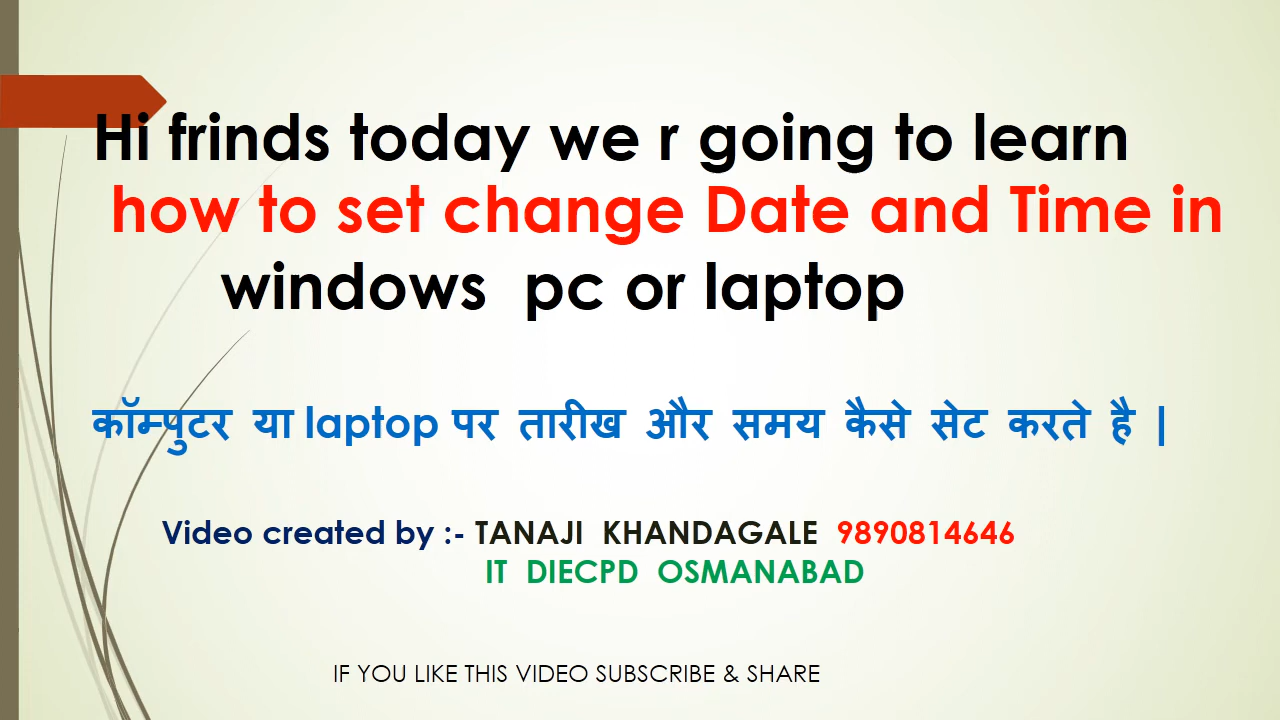 Hi frinds today we r going to learn
how to set change Date and Time in
windows pc or laptop
कॉम्पुटर या laptop पर तारीख और समय कैसे सेट करते है |
Video created by :- TANAJI KHANDAGALE 9890814646
IT DIECPD OSMANABAD
IF YOU LIKE THIS VIDEO SUBSCRIBE & SHARE